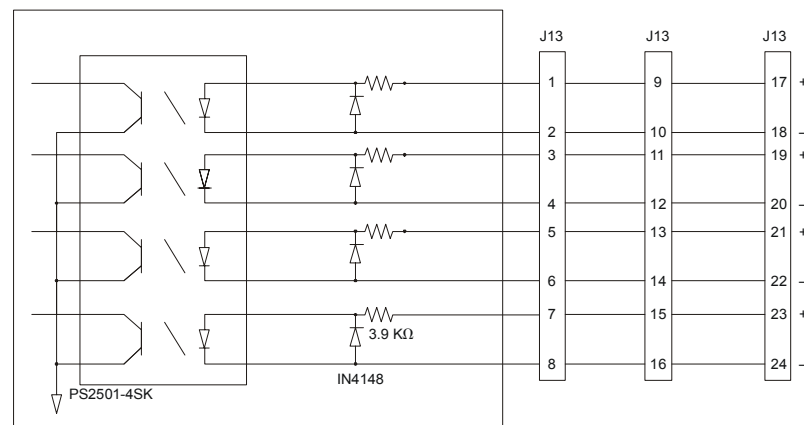 J13 J13 J13
1 9 17 +
2 10 18 –
3 11 19 +
4 12 20 –
5 13 21 +
6 14 22 –
7 15 23 +
3.9 KΩ
8 16 24 –
IN4148
PS2501-4SK